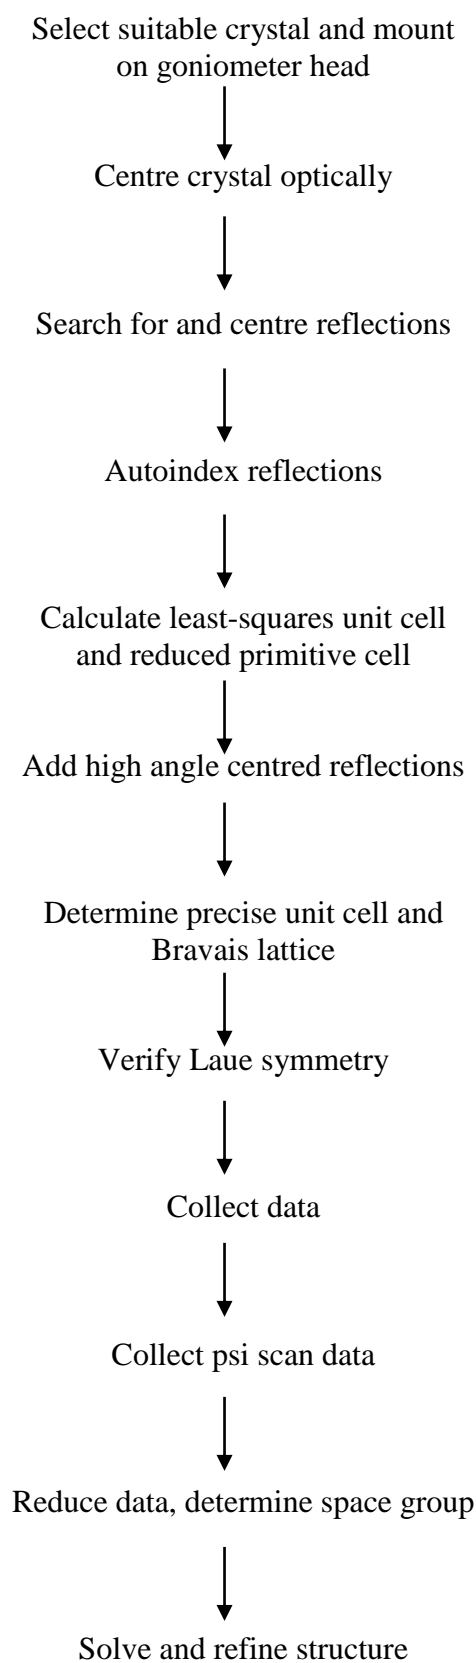 Select suitable crystal and mount
on goniometer head
Centre crystal optically
Search for and centre reflections
Autoindex reflections
Calculate least-squares unit cell
and reduced primitive cell
Add high angle centred reflections
Determine precise unit cell and
Bravais lattice
Verify Laue symmetry
Collect data
Collect psi scan data
Reduce data, determine space group
Solve and refine structure